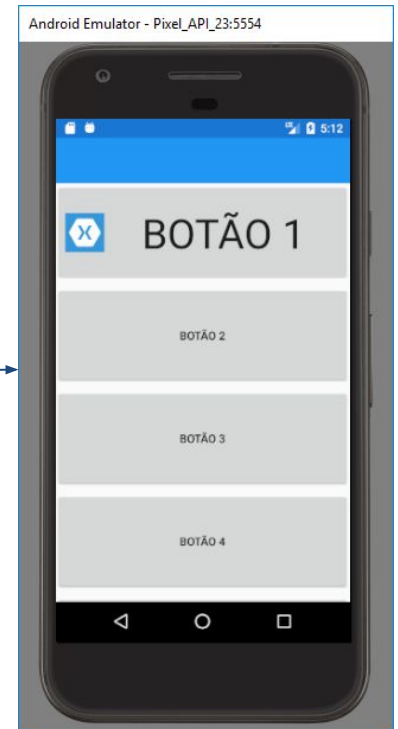 Android Emulator - Pixel_API_23:5554
5:12
BOTÃO 1
BOTÃO 2
BOTÃO 3
BOTÃO 4